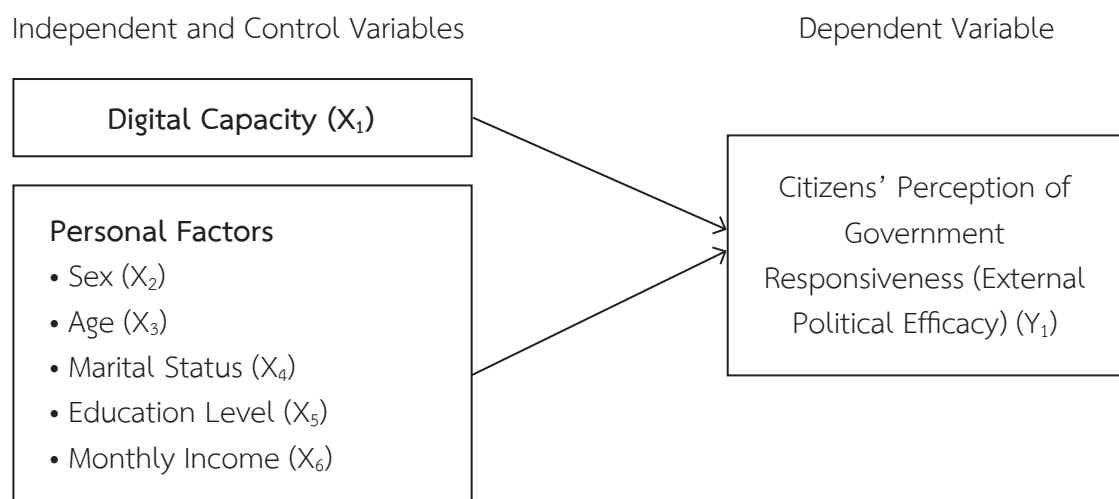 Independent and Control Variables
Dependent Variable
Digital Capacity (X₁)
Personal Factors
• Sex (X₂)
• Age (X₃)
• Marital Status (X₄)
• Education Level (X₅)
• Monthly Income (X₆)
Citizens’ Perception of
Government
Responsiveness (External
Political Efficacy) (Y₁)